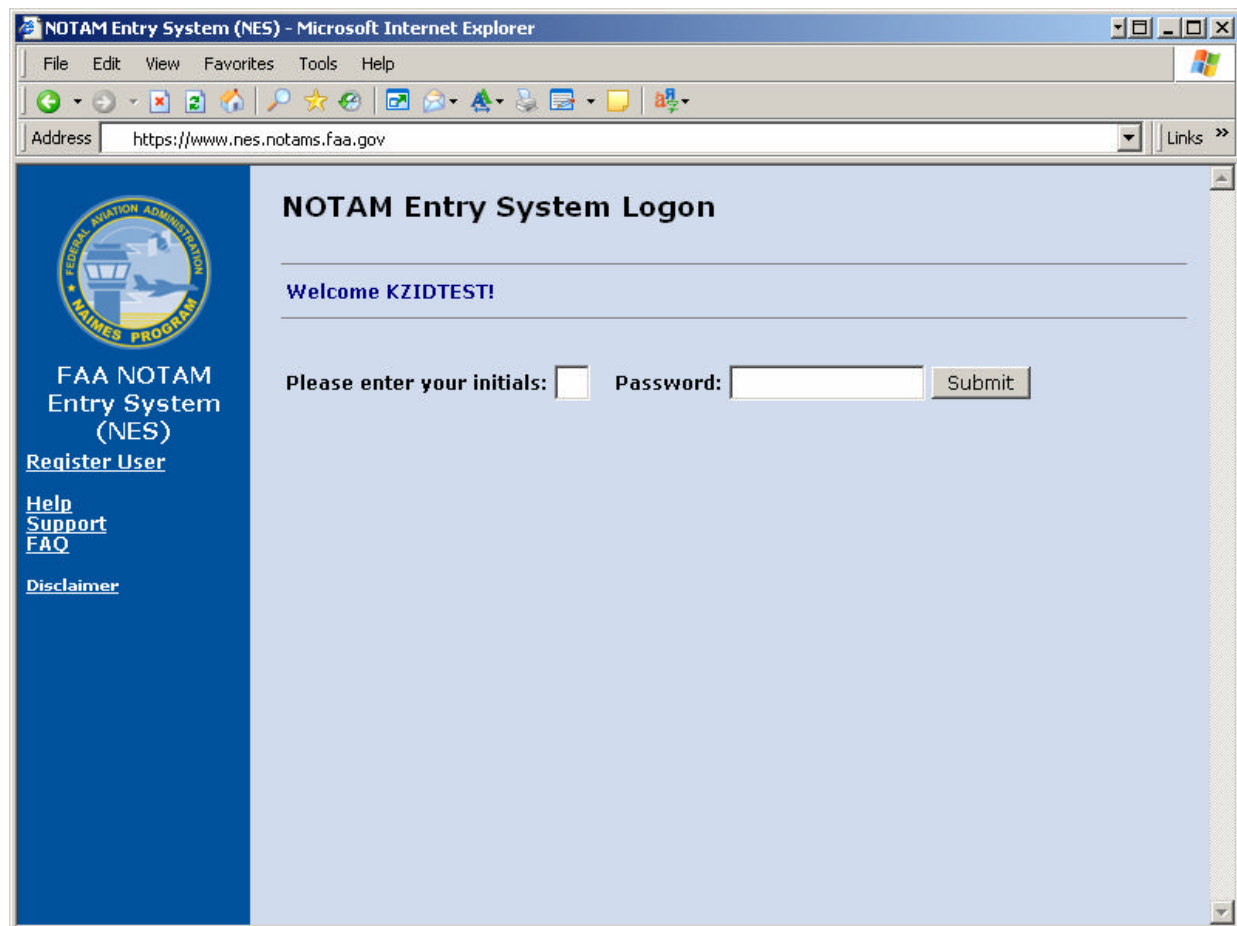 NOTAM Entry System (NES) - Microsoft Internet Explorer
File Edit View Favorites Tools Help
Address https://www.nes.notams.faa.gov Links »
FEDERAL AVIATION ADMINISTRATION
NAIMES PROGRAM
NOTAM Entry System Logon
Welcome KZIDTEST!
Please enter your initials: Password: Submit
FAA NOTAM
Entry System
(NES)
Register User
Help
Support
FAQ
Disclaimer